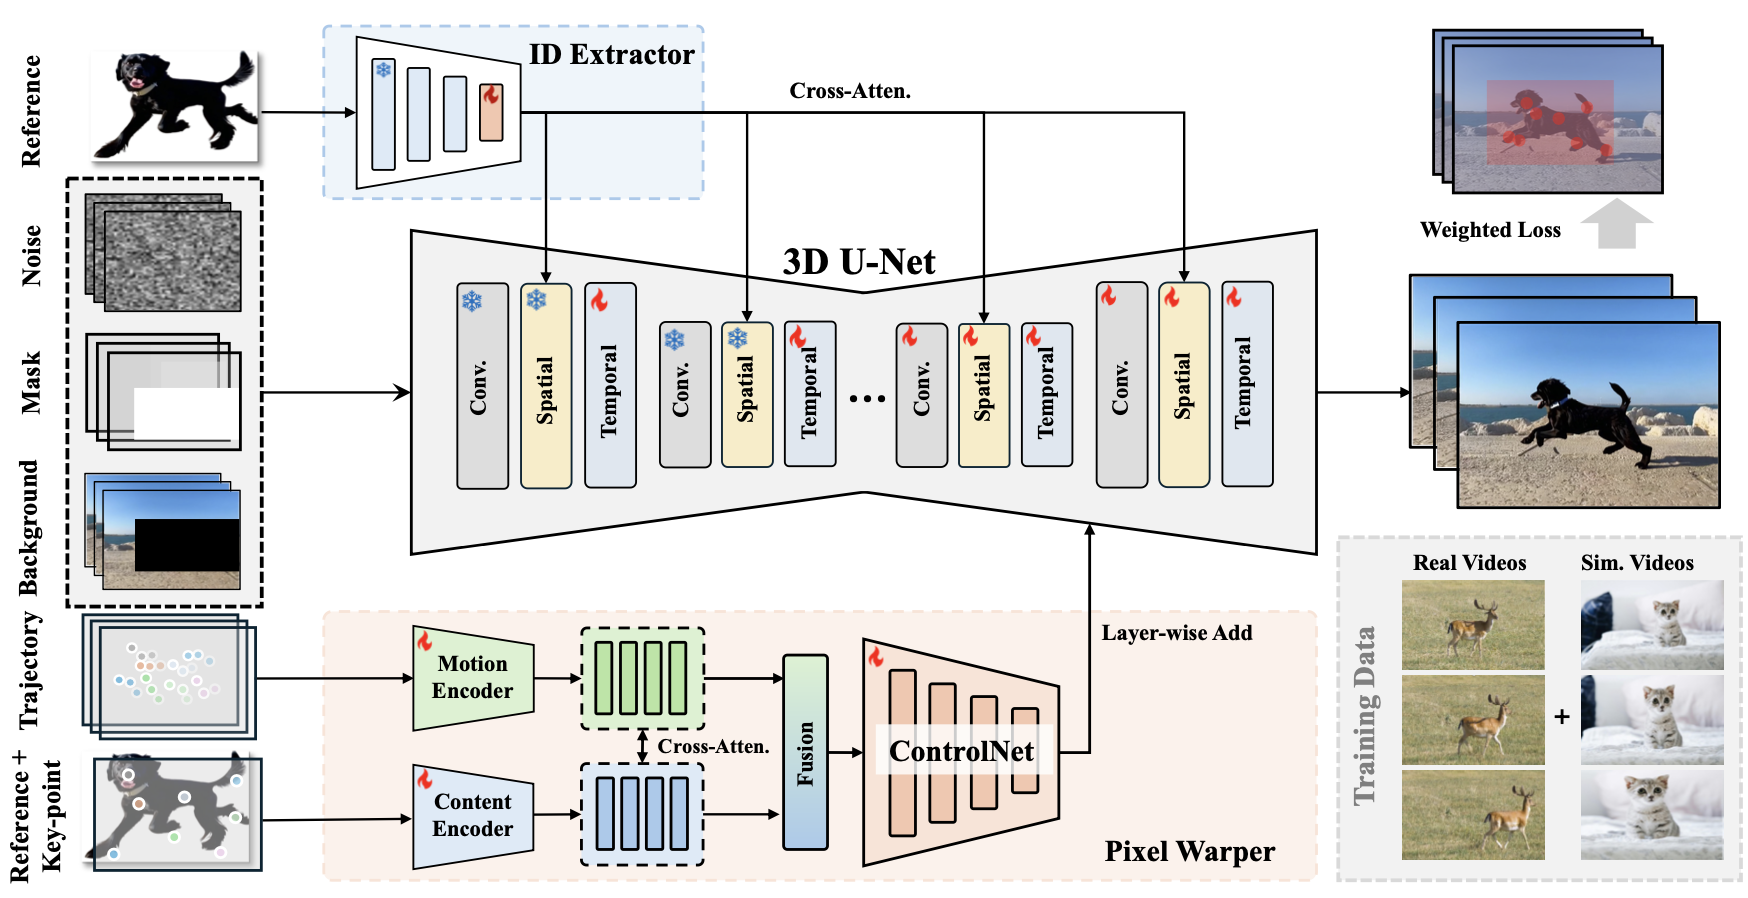 Reference
Noise
Mask
Background
Trajectory
Reference +
Key-point
ID Extractor
Cross-Atten.
3D U-Net
Conv.
Spatial
Temporal
Conv.
Spatial
Temporal
...
Conv.
Spatial
Temporal
Conv.
Spatial
Temporal
Weighted Loss
Motion
Encoder
Cross-Atten.
Content
Encoder
Fusion
ControlNet
Layer-wise Add
Pixel Warper
Training Data
Real Videos
+
Sim. Videos